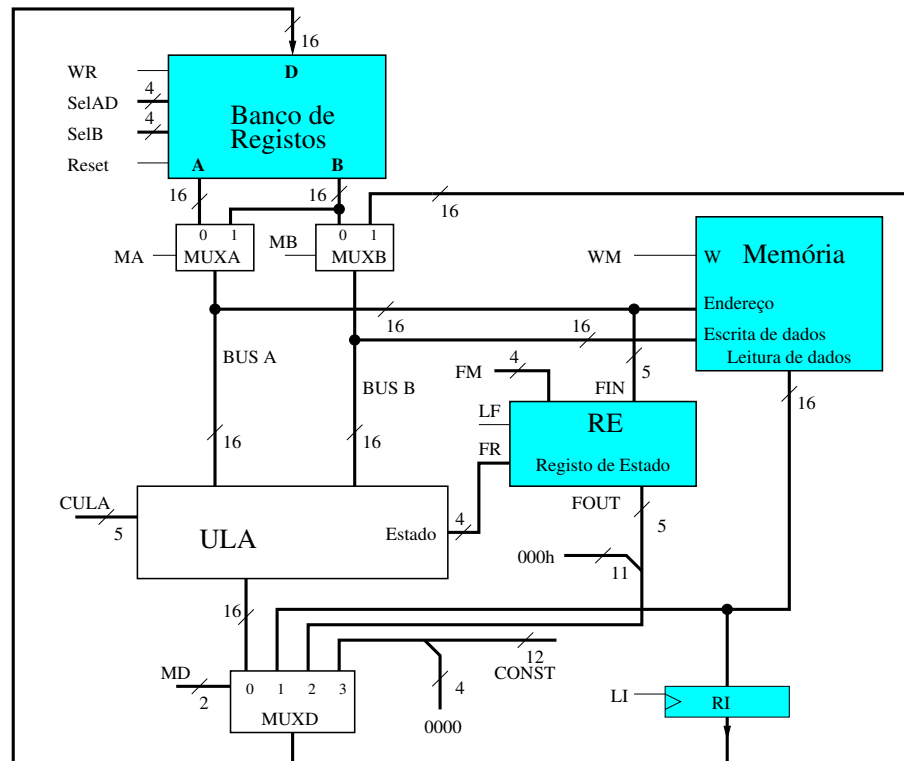 16
WR
D
4
SelAD
Banco de
4
Registos
SelB
Reset
A
B
16
16
16
0 1
0 1
MA
MUXA
MB
MUXB
WM
W
Memória
Endereço
16
16
Escrita de dados
Leitura de dados
BUS A
BUS B
4
FM
FIN
5
16
LF
RE
FR
Registo de Estado
16
16
FOUT
CULA
5
ULA
Estado
4
5
000h
11
16
12
CONST
MD
2
0 1 2 3
MUXD
4
0000
LI
RI